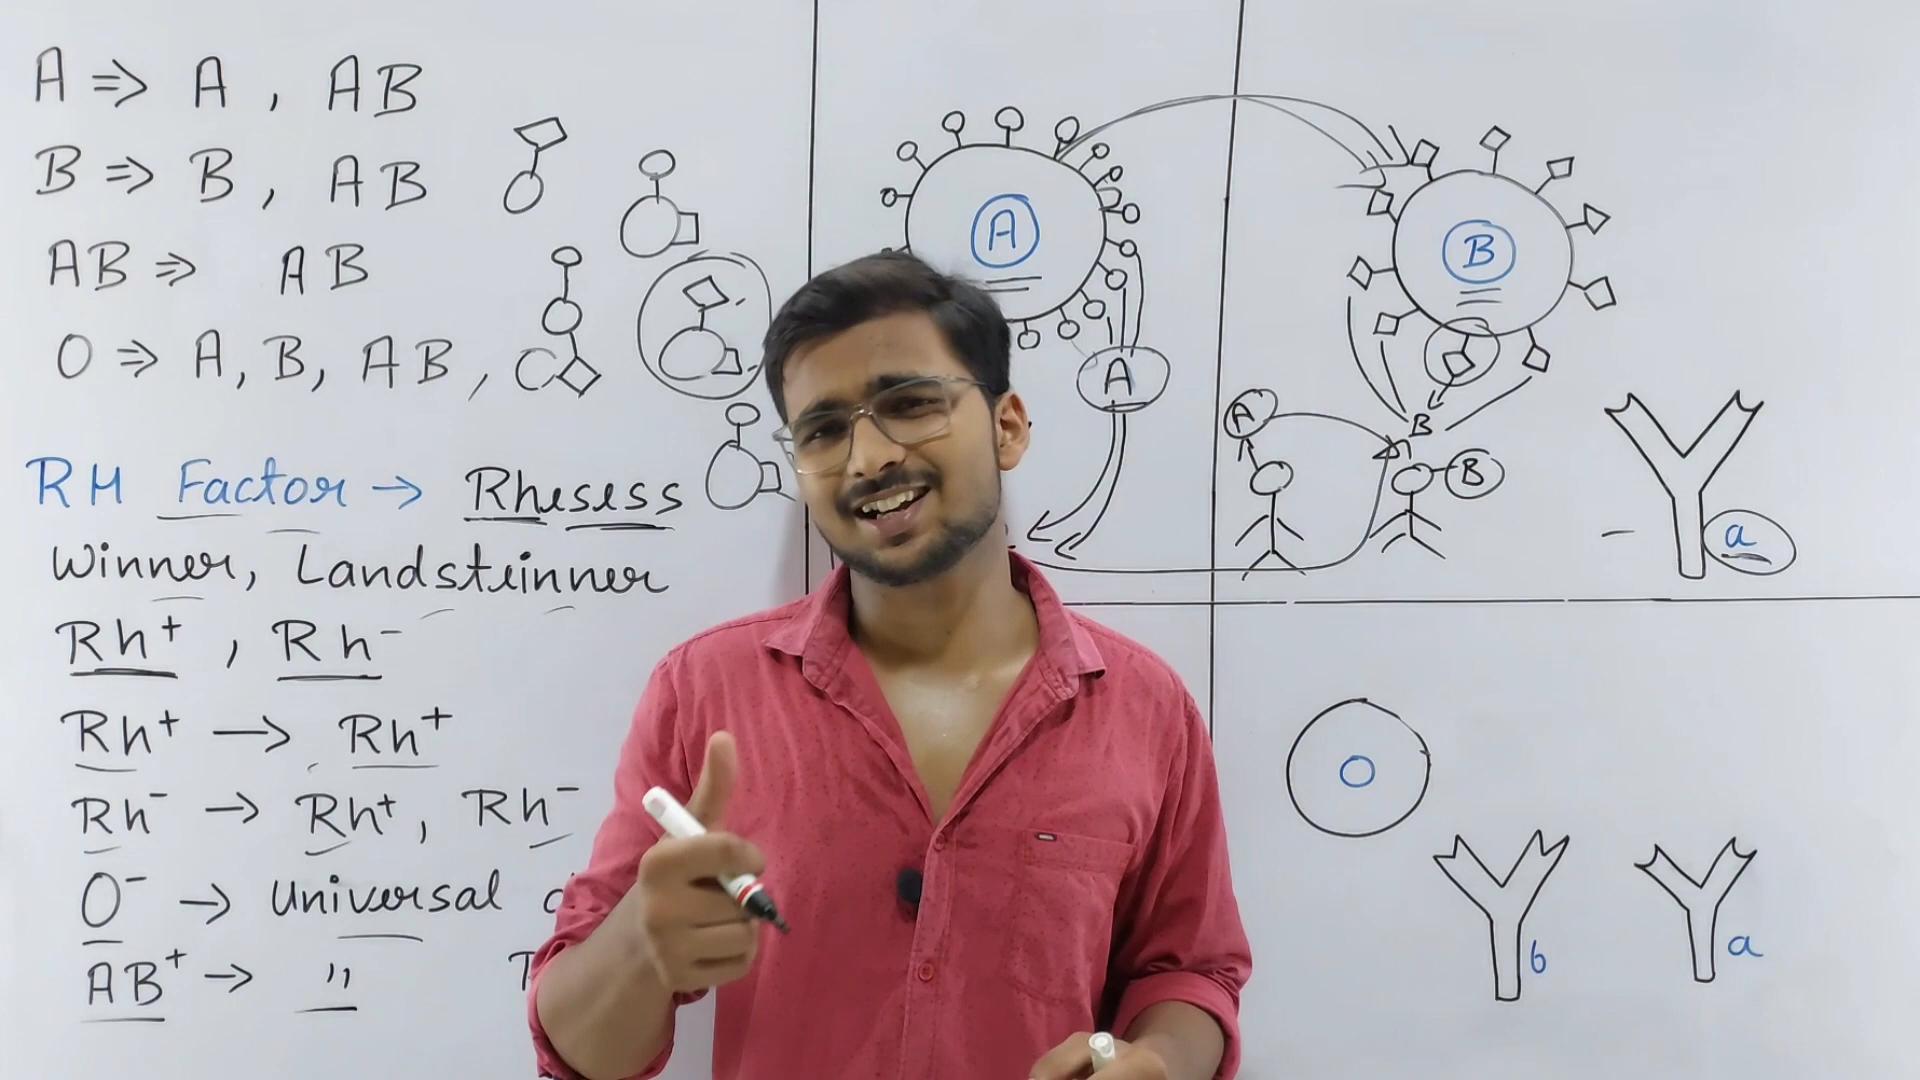 A ⇒ A, AB
B ⇒ B, AB
AB ⇒ AB
O ⇒ A, B, AB,
RH Factor → Rhesess
Winner, Landsteinner
Rh+, Rh-
Rh+ → Rh+
Rh- → Rh+, Rh-
O- → Universal
AB+ → "
A
A
B
A
B
B
a
O
b
a